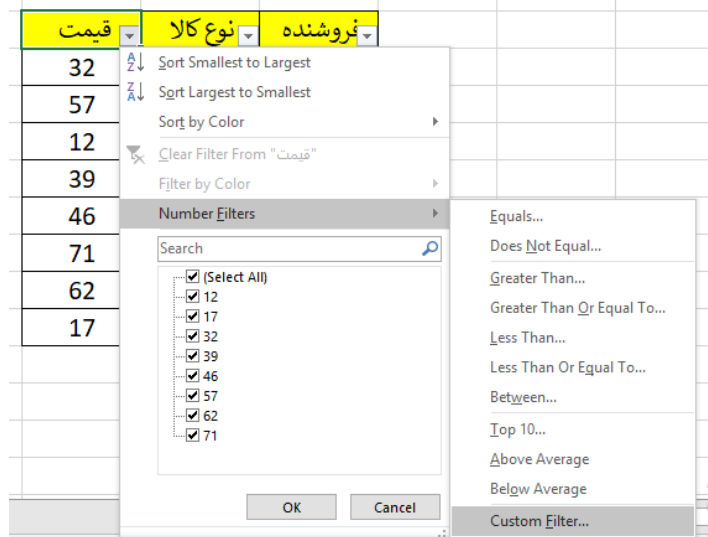 قیمت نوع کالا فروشنده
32
57
12
39
46
71
62
17
Sort Smallest to Largest
Sort Largest to Smallest
Sort by Color
Clear Filter From "قیمت"
Filter by Color
Number Filters
Search
(Select All)
12
17
32
39
46
57
62
71
OK Cancel
Equals...
Does Not Equal...
Greater Than...
Greater Than Or Equal To...
Less Than...
Less Than Or Equal To...
Between...
Top 10...
Above Average
Below Average
Custom Filter...